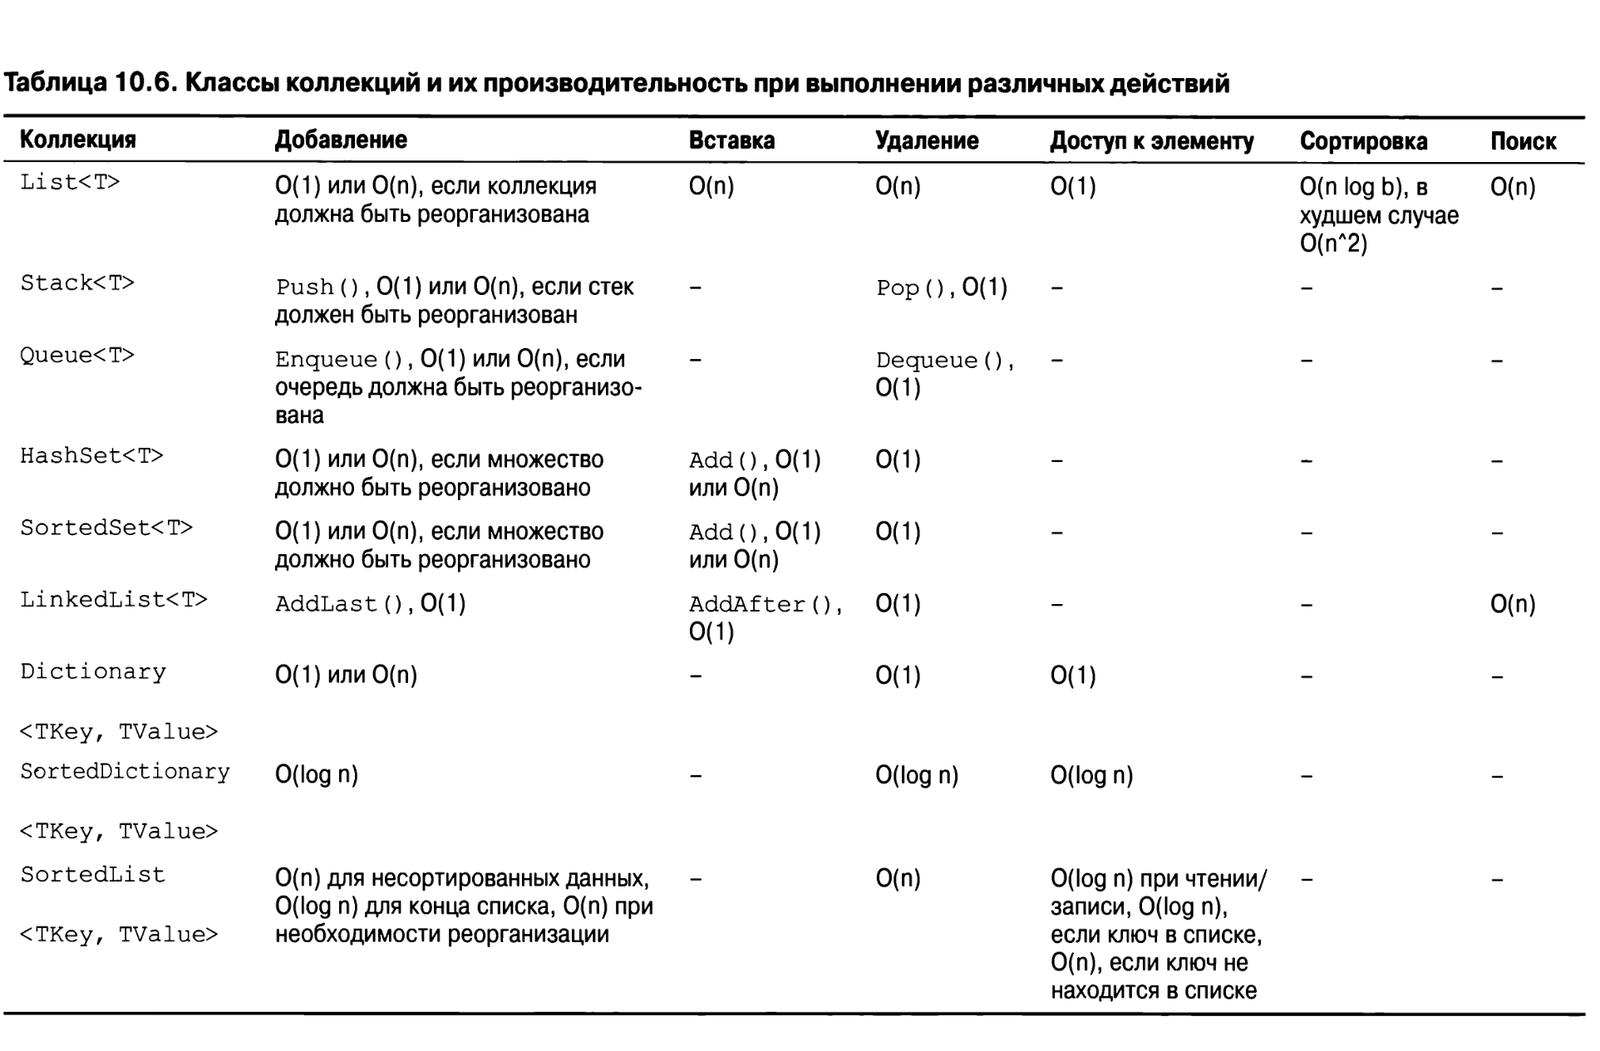 Таблица 10.6. Классы коллекций и их производительность при выполнении различных действий
Коллекция Добавление Вставка Удаление Доступ к элементу Сортировка Поиск
List<T> O(1) или O(n), если коллекция O(n) O(n) O(1) O(n log b), в O(n)
должна быть реорганизована худшем случае
O(n^2)
Stack<T> Push(), O(1) или O(n), если стек – Pop(), O(1) – – –
должен быть реорганизован
Queue<T> Enqueue(), O(1) или O(n), если – Dequeue(), – – –
очередь должна быть реорганизо- O(1)
вана
HashSet<T> O(1) или O(n), если множество Add(), O(1) O(1) – – –
должно быть реорганизовано или O(n)
SortedSet<T> O(1) или O(n), если множество Add(), O(1) O(1) – – –
должно быть реорганизовано или O(n)
LinkedList<T> AddLast(), O(1) AddAfter(), O(1) – – O(n)
O(1)
Dictionary O(1) или O(n) – O(1) O(1) – –
<TKey, TValue>
SortedDictionary O(log n) – O(log n) O(log n) – –
<TKey, TValue>
SortedList O(n) для несортированных данных, – O(n) O(log n) при чтении/ – –
O(log n) для конца списка, O(n) при записи, O(log n),
<TKey, TValue> необходимости реорганизации если ключ в списке,
O(n), если ключ не
находится в списке